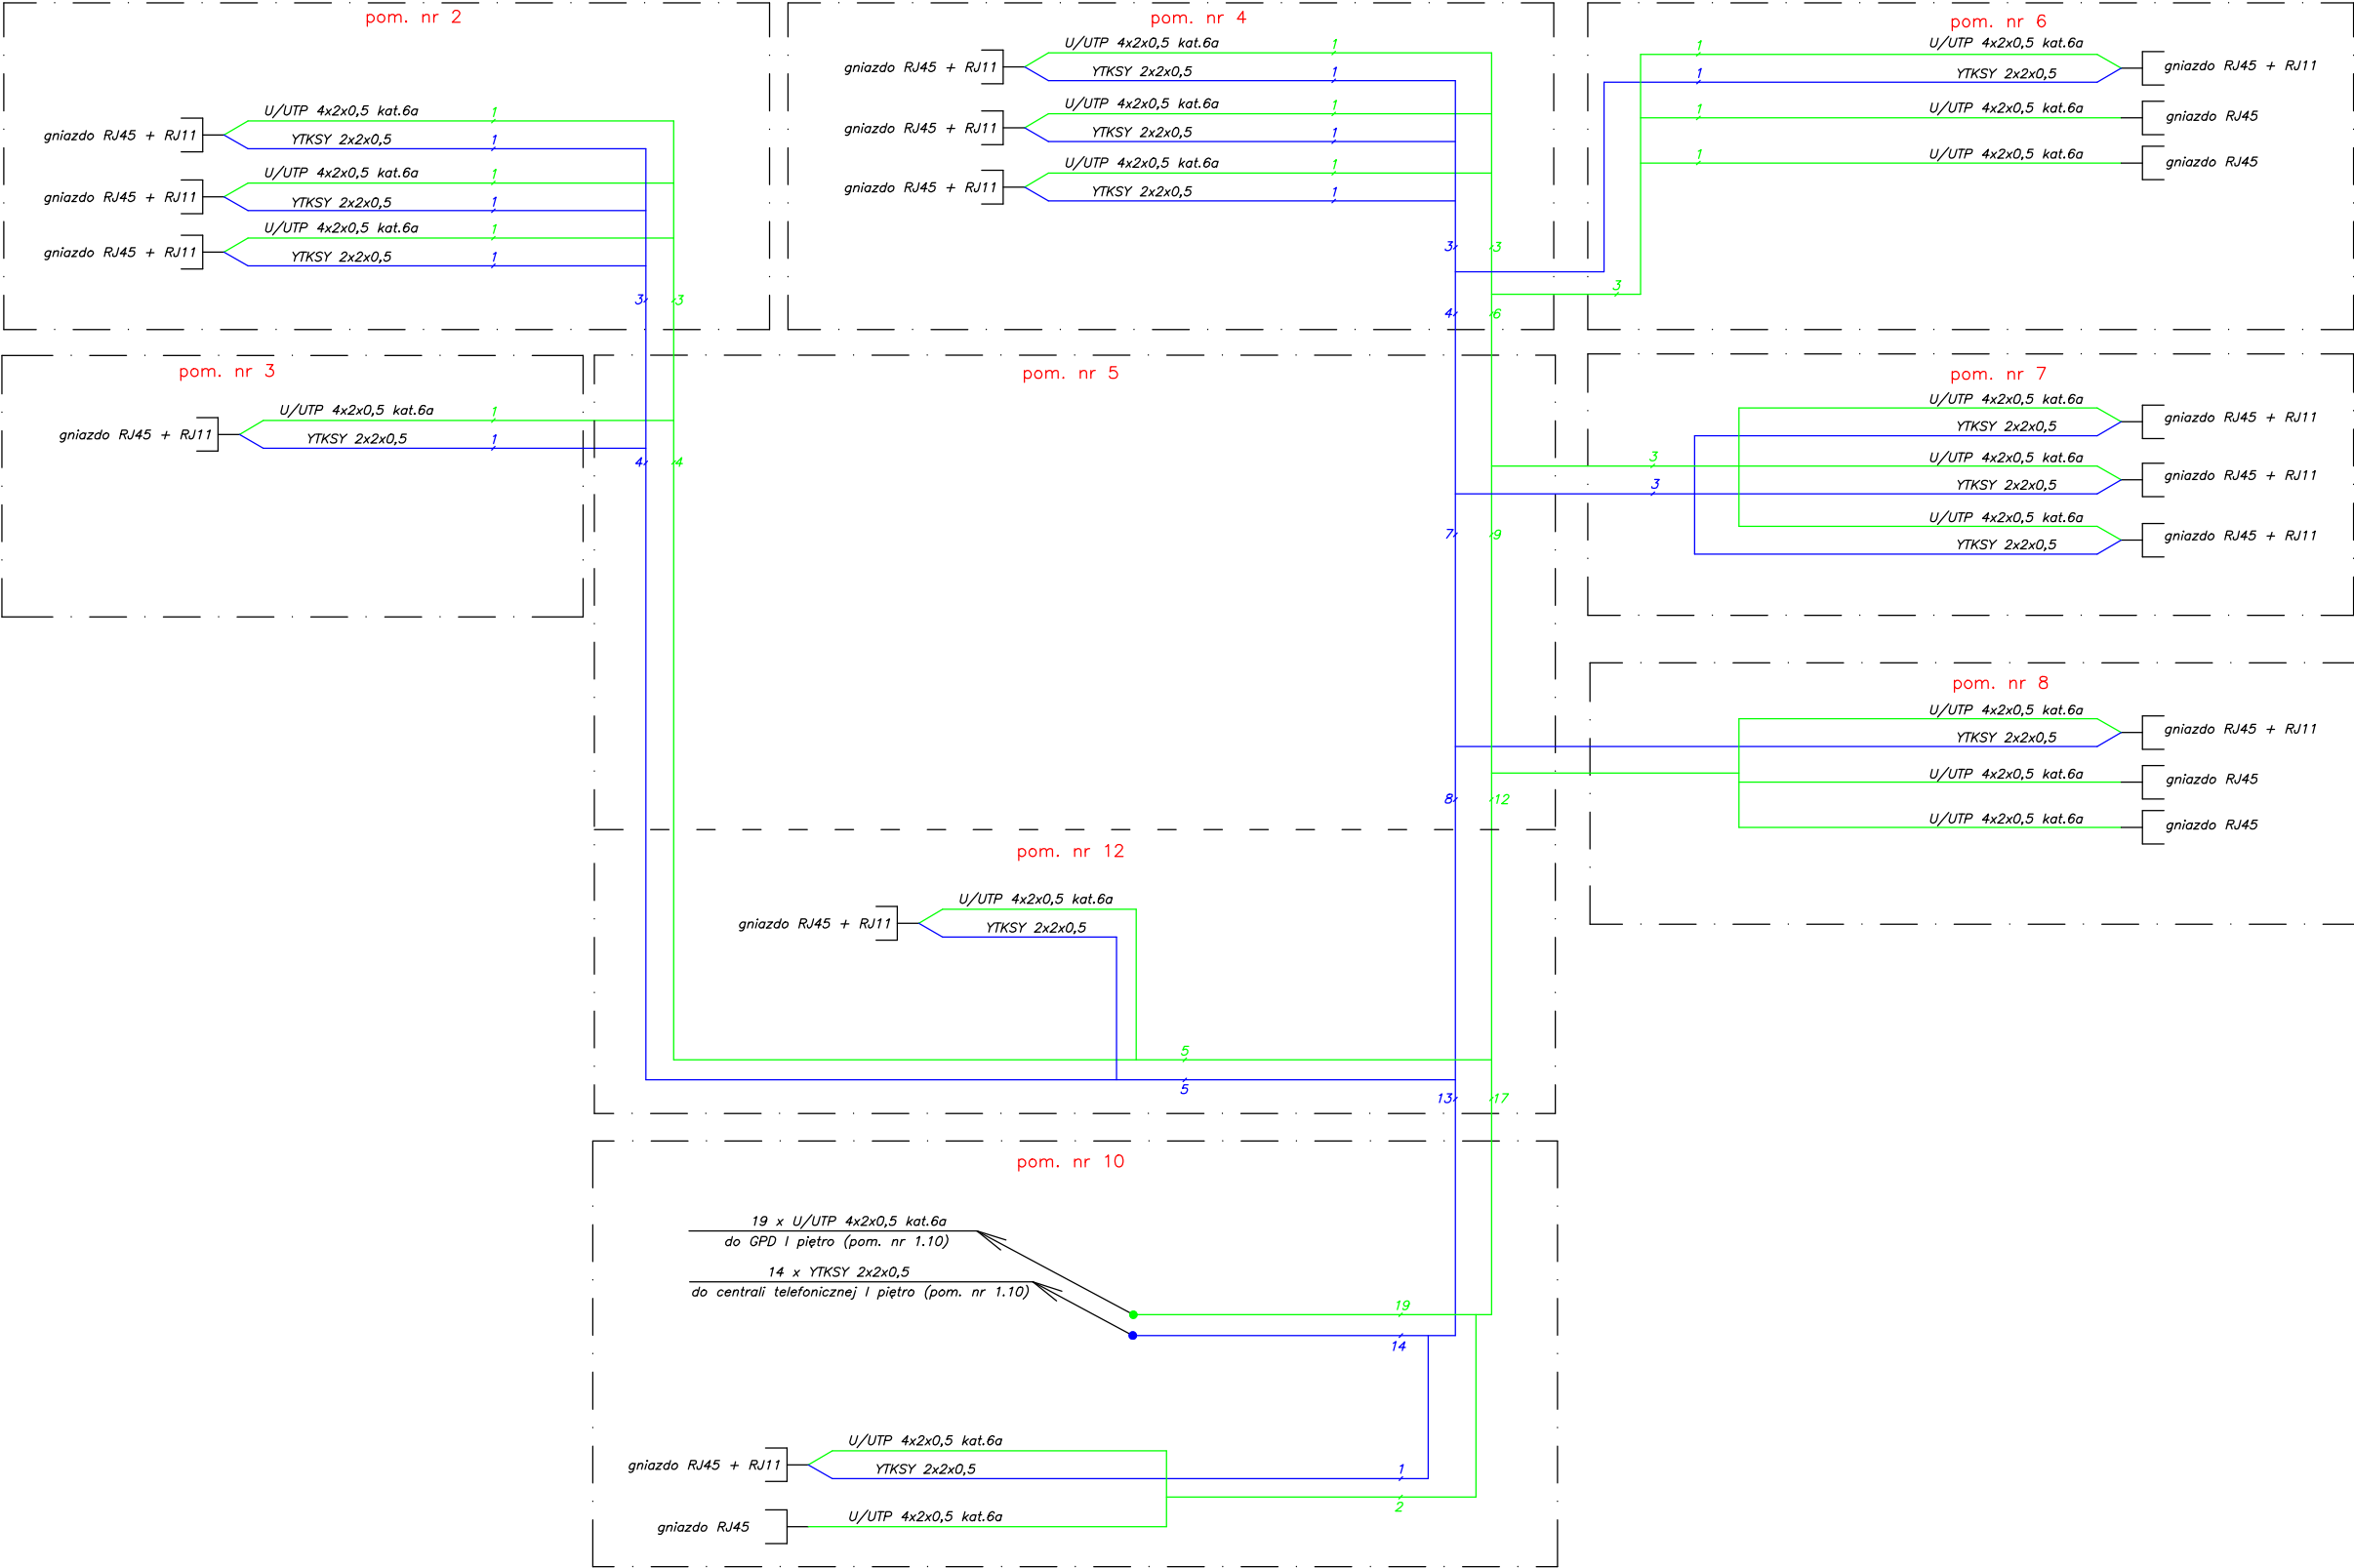 pom. nr 2
U/UTP 4x2x0,5 kat.6a 1
gniazdo RJ45 + RJ11
YTKSY 2x2x0,5 1
U/UTP 4x2x0,5 kat.6a 1
gniazdo RJ45 + RJ11
YTKSY 2x2x0,5 1
U/UTP 4x2x0,5 kat.6a 1
gniazdo RJ45 + RJ11
YTKSY 2x2x0,5 1
3 3
pom. nr 4
U/UTP 4x2x0,5 kat.6a 1
gniazdo RJ45 + RJ11
YTKSY 2x2x0,5 1
U/UTP 4x2x0,5 kat.6a 1
gniazdo RJ45 + RJ11
YTKSY 2x2x0,5 1
U/UTP 4x2x0,5 kat.6a 1
gniazdo RJ45 + RJ11
YTKSY 2x2x0,5 1
3 3
4 6
pom. nr 6
1 U/UTP 4x2x0,5 kat.6a
gniazdo RJ45 + RJ11
1 YTKSY 2x2x0,5
1 U/UTP 4x2x0,5 kat.6a
gniazdo RJ45
1 U/UTP 4x2x0,5 kat.6a
gniazdo RJ45
3
pom. nr 3
U/UTP 4x2x0,5 kat.6a 1
gniazdo RJ45 + RJ11
YTKSY 2x2x0,5 1
4 4
pom. nr 5
7 9
8 12
pom. nr 7
U/UTP 4x2x0,5 kat.6a
gniazdo RJ45 + RJ11
YTKSY 2x2x0,5
3 U/UTP 4x2x0,5 kat.6a
gniazdo RJ45 + RJ11
3 YTKSY 2x2x0,5
U/UTP 4x2x0,5 kat.6a
gniazdo RJ45 + RJ11
YTKSY 2x2x0,5
pom. nr 8
U/UTP 4x2x0,5 kat.6a
gniazdo RJ45 + RJ11
YTKSY 2x2x0,5
U/UTP 4x2x0,5 kat.6a
gniazdo RJ45
U/UTP 4x2x0,5 kat.6a
gniazdo RJ45
pom. nr 12
U/UTP 4x2x0,5 kat.6a
gniazdo RJ45 + RJ11
YTKSY 2x2x0,5
5
5
13 17
pom. nr 10
19 x U/UTP 4x2x0,5 kat.6a
do GPD I piętro (pom. nr 1.10)
14 x YTKSY 2x2x0,5
do centrali telefonicznej I piętro (pom. nr 1.10)
19
14
U/UTP 4x2x0,5 kat.6a
gniazdo RJ45 + RJ11
YTKSY 2x2x0,5 1
2
U/UTP 4x2x0,5 kat.6a
gniazdo RJ45